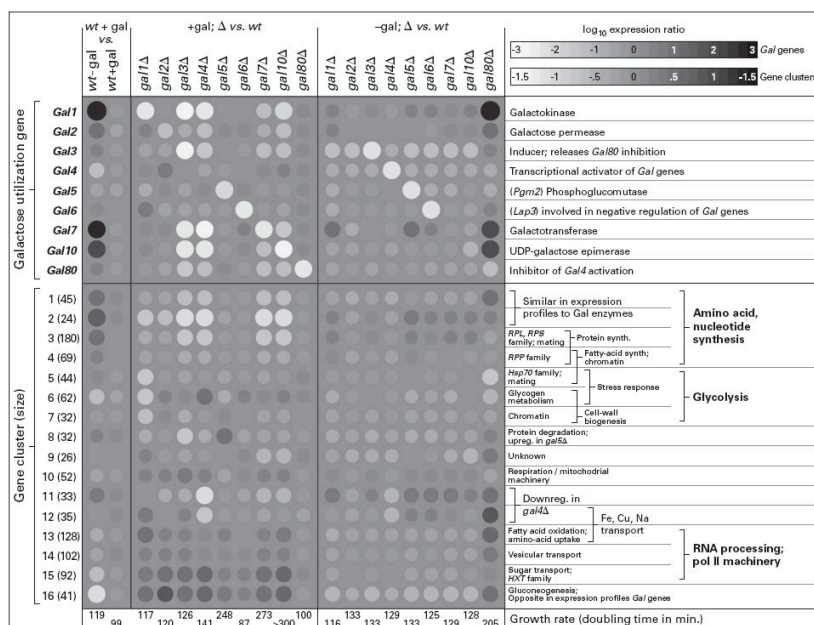 wt + gal
vs.
+gal; Δ vs. wt
–gal; Δ vs. wt
log10 expression ratio
wt– gal
wt+gal
gal1Δ
gal2Δ
gal3Δ
gal4Δ
gal5Δ
gal6Δ
gal7Δ
gal10Δ
gal80Δ
gal1Δ
gal2Δ
gal3Δ
gal4Δ
gal5Δ
gal6Δ
gal7Δ
gal10Δ
gal80Δ
-3 -2 -1 0 1 2 3 Gal genes
-1.5 -1 -.5 0 .5 1 -1.5 Gene clusters
Galactose utilization gene
Gal1 Galactokinase
Gal2 Galactose permease
Gal3 Inducer; releases Gal80 inhibition
Gal4 Transcriptional activator of Gal genes
Gal5 (Pgm2) Phosphoglucomutase
Gal6 (Lap3) involved in negative regulation of Gal genes
Gal7 Galactotransferase
Gal10 UDP-galactose epimerase
Gal80 Inhibitor of Gal4 activation
Gene cluster (size)
1 (45)
2 (24)
3 (180)
4 (69)
5 (44)
6 (62)
7 (32)
8 (32)
9 (26)
10 (52)
11 (33)
12 (35)
13 (128)
14 (102)
15 (92)
16 (41)
Similar in expression
profiles to Gal enzymes
Amino acid,
nucleotide
synthesis
RPL, RPS
family; mating
Protein synth.
RPP family
Fatty-acid synth;
chromatin
Hsp70 family;
mating
Stress response
Glycolysis
Glycogen
metabolism
Chromatin
Cell-wall
biogenesis
Protein degradation;
upreg. in gal5Δ
Unknown
Respiration / mitochodrial
machinery
Downreg. in
gal4Δ
Fe, Cu, Na
transport
Fatty acid oxidation;
amino-acid uptake
RNA processing;
pol II machinery
Vesicular transport
Sugar transport;
HXT family
Gluconeogenesis;
Opposite in expression profiles Gal genes
119 99 117 120 126 141 248 87 273 >300 100 116 133 133 129 133 125 129 128 205
Growth rate (doubling time in min.)